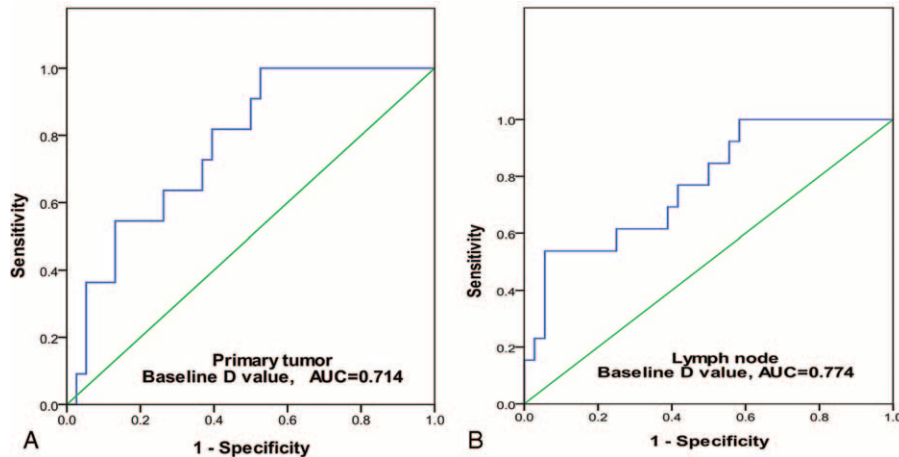 1.0
0.8
0.6
0.4
0.2
0.0
Sensitivity
Primary tumor
Baseline D value, AUC=0.714
0.0 0.2 0.4 0.6 0.8 1.0
1 - Specificity
A
1.0
0.8
0.6
0.4
0.2
0.0
Sensitivity
Lymph node
Baseline D value, AUC=0.774
0.0 0.2 0.4 0.6 0.8 1.0
1 - Specificity
B